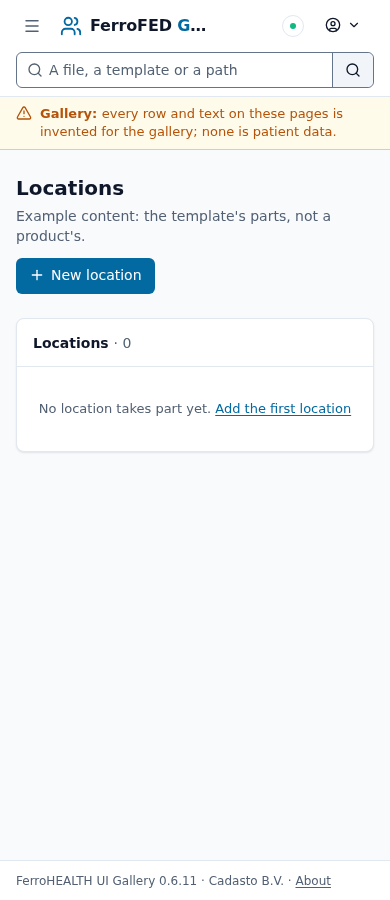 FerroFED G…
A file, a template or a path
Gallery: every row and text on these pages is
invented for the gallery; none is patient data.
Locations
Example content: the template's parts, not a
product's.
New location
Locations · 0
No location takes part yet. Add the first location
FerroHEALTH UI Gallery 0.6.11 · Cadasto B.V. · About